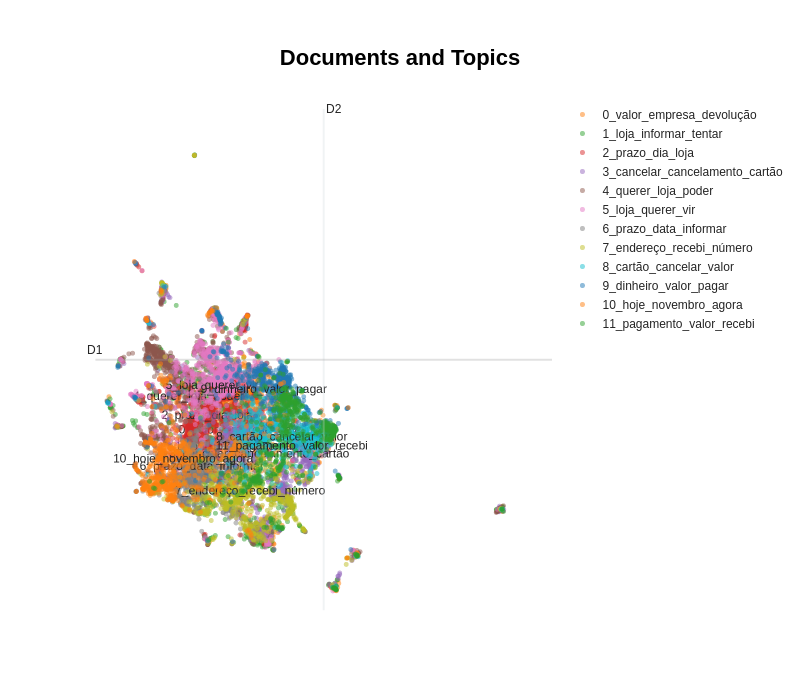 Documents and Topics
D2
D1
0_valor_empresa_devolução
1_loja_informar_tentar
2_prazo_dia_loja
3_cancelar_cancelamento_cartão
4_querer_loja_poder
5_loja_querer_vir
6_prazo_data_informar
7_endereço_recebi_número
8_cartão_cancelar_valor
9_dinheiro_valor_pagar
10_hoje_novembro_agora
11_pagamento_valor_recebi
8_cartão_cancelar_valor
11_pagamento_valor_recebi
10_hoje_novembro_agora
7_endereço_recebi_número